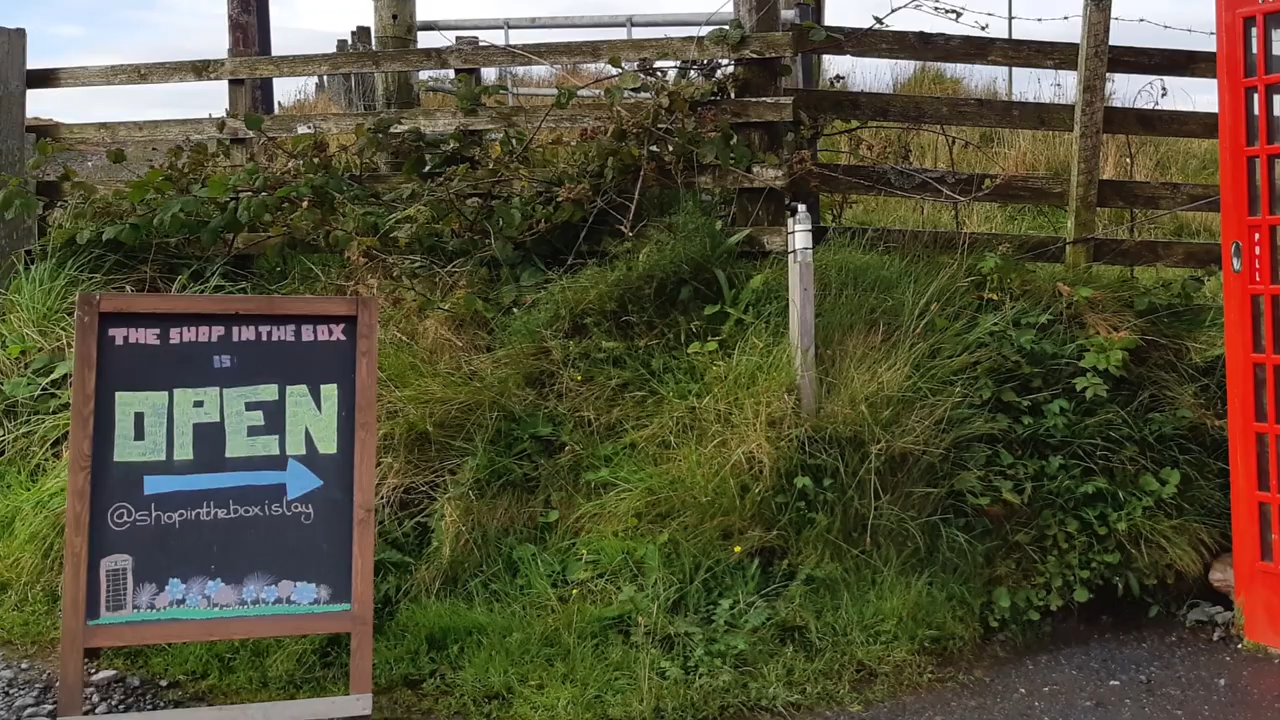 THE SHOP IN THE BOX
IS
OPEN
@shopintheboxislay
PULL